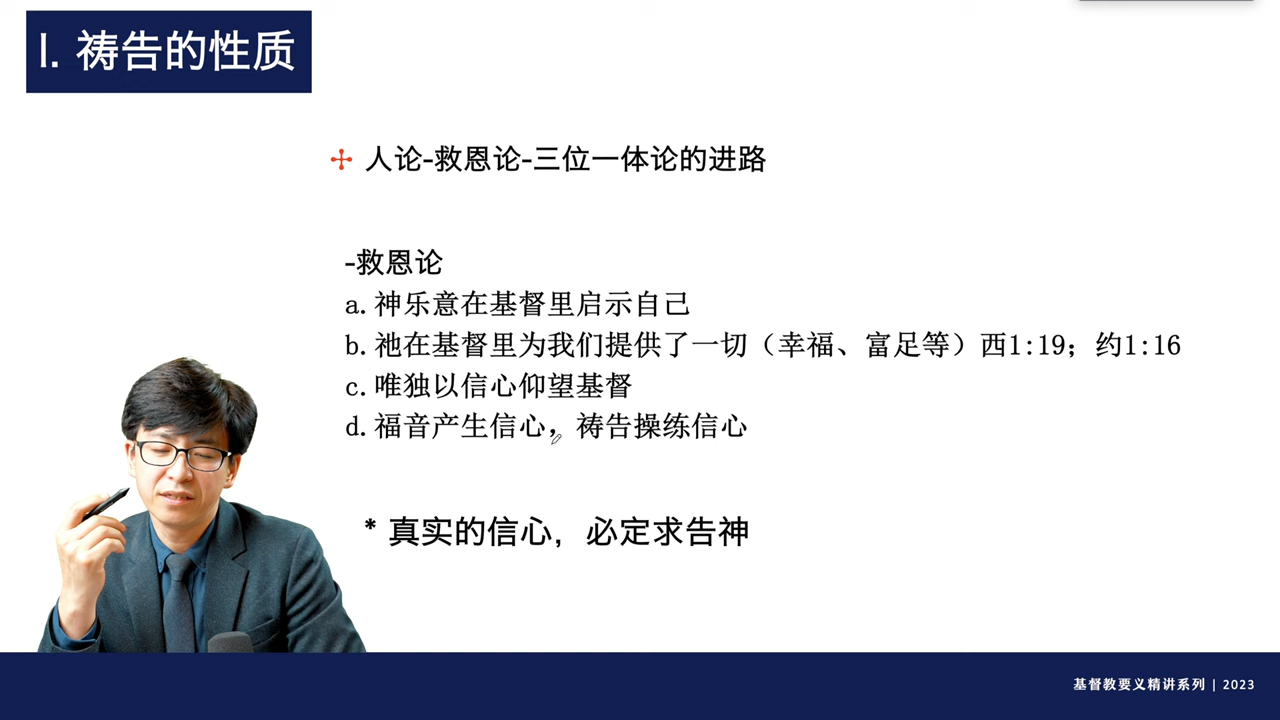 I. 祷告的性质
人论-救恩论-三位一体论的进路
-救恩论
a. 神乐意在基督里启示自己
b. 祂在基督里为我们提供了一切（幸福、富足等）西1:19；约1:16
c. 唯独以信心仰望基督
d. 福音产生信心，祷告操练信心
* 真实的信心，必定求告神
基督教要义精讲系列 | 2023